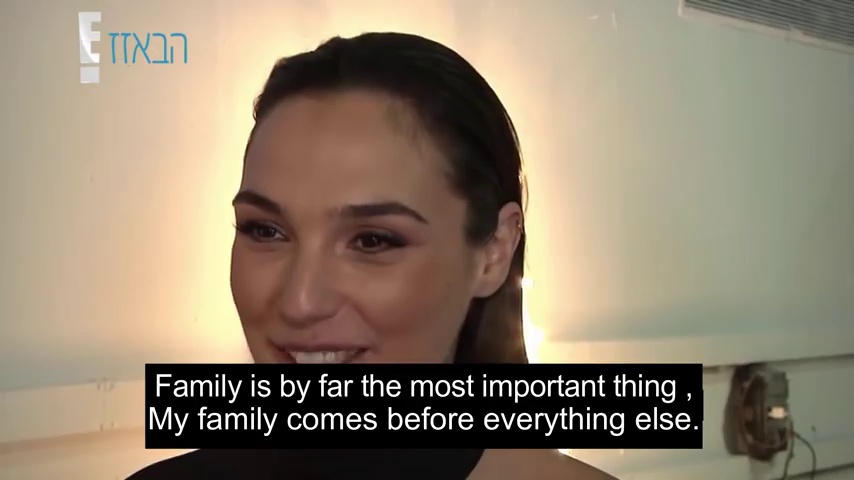 E! הבאזז
Family is by far the most important thing ,
My family comes before everything else.